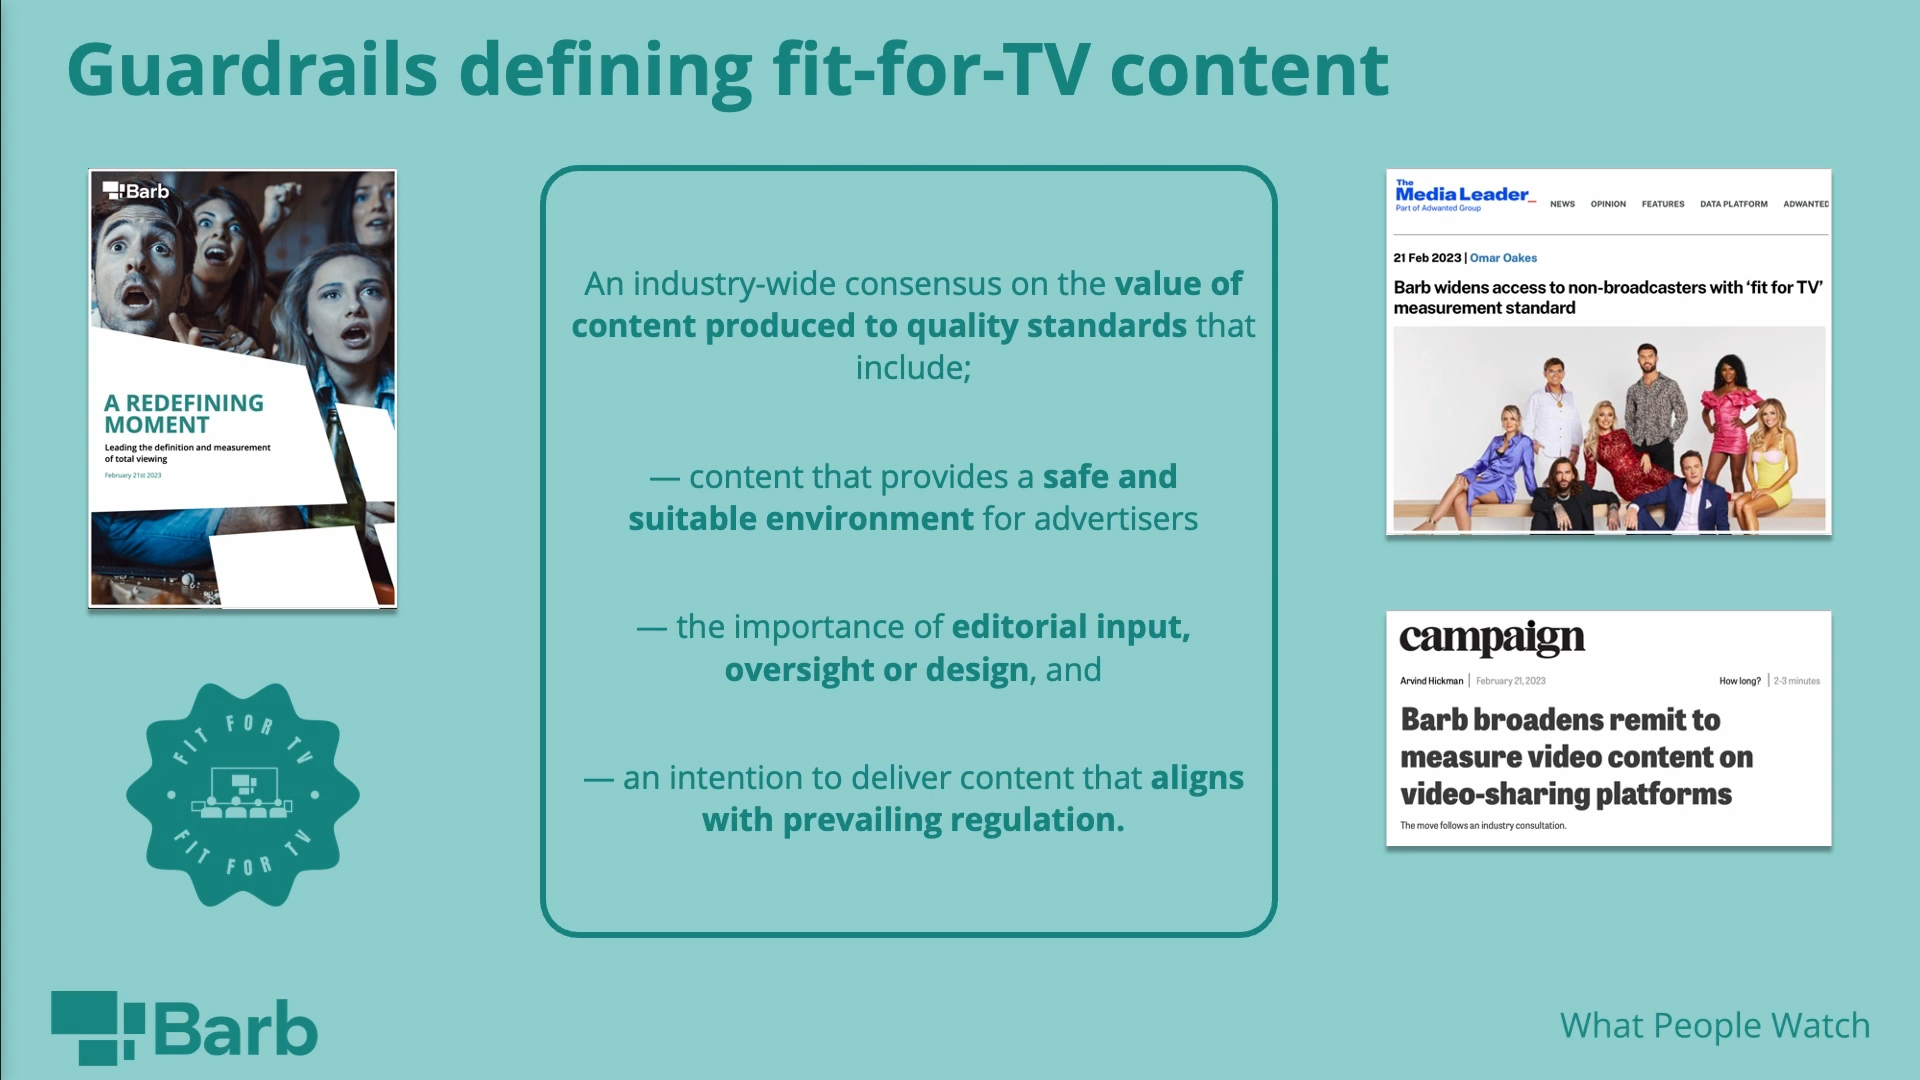 Guardrails defining fit-for-TV content
Barb
A REDEFINING
MOMENT
Leading the definition and measurement
of total viewing
February 21st 2023
FIT FOR TV
FIT FOR TV
An industry-wide consensus on the value of
content produced to quality standards that
include;
— content that provides a safe and
suitable environment for advertisers
— the importance of editorial input,
oversight or design, and
— an intention to deliver content that aligns
with prevailing regulation.
The
Media Leader_
Part of Adwanted Group
NEWS OPINION FEATURES DATA PLATFORM ADWANTED
21 Feb 2023 | Omar Oakes
Barb widens access to non-broadcasters with ‘fit for TV’
measurement standard
campaign
Arvind Hickman | February 21, 2023 How long? | 2-3 minutes
Barb broadens remit to
measure video content on
video-sharing platforms
The move follows an industry consultation.
Barb
What People Watch